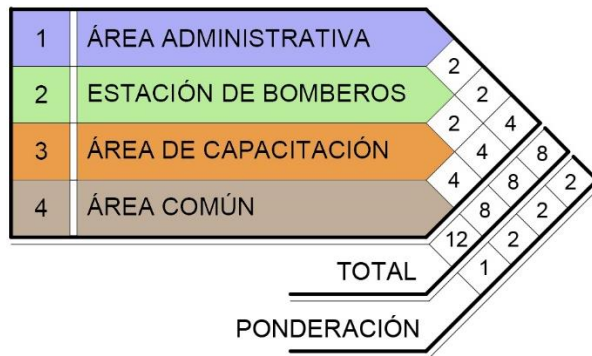 1 ÁREA ADMINISTRATIVA
2 ESTACIÓN DE BOMBEROS
3 ÁREA DE CAPACITACIÓN
4 ÁREA COMÚN
2
2 2
4 4
4
TOTAL 12 8 8 8
PONDERACIÓN 1 2 2 2